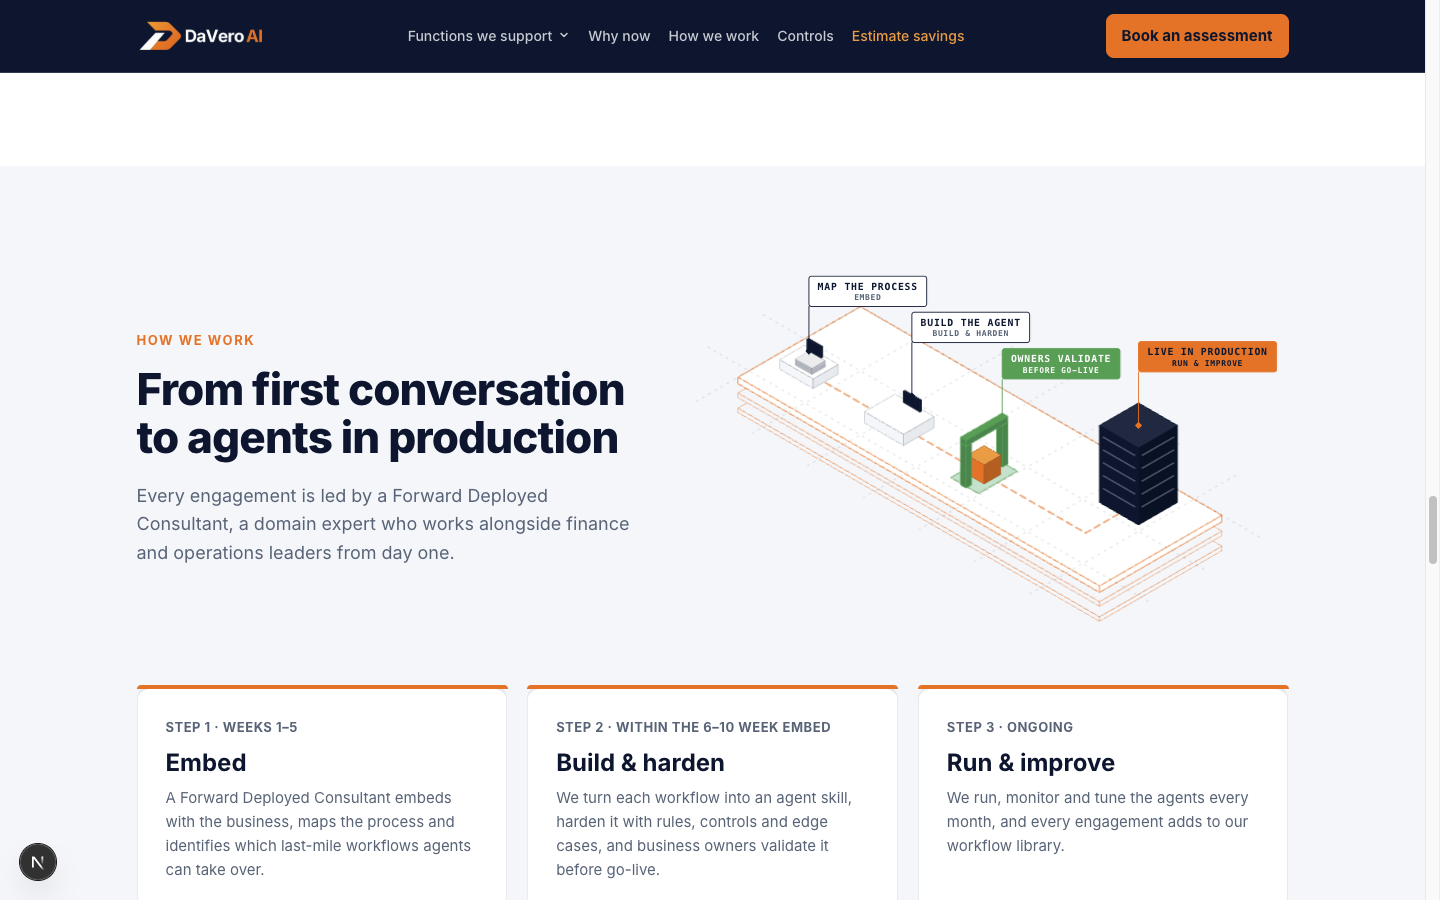 DaVero AI
Functions we support
Why now
How we work
Controls
Estimate savings
Book an assessment
HOW WE WORK
From first conversation
to agents in production
Every engagement is led by a Forward Deployed
Consultant, a domain expert who works alongside finance
and operations leaders from day one.
MAP THE PROCESS
EMBED
BUILD THE AGENT
BUILD & HARDEN
OWNERS VALIDATE
BEFORE GO-LIVE
LIVE IN PRODUCTION
RUN & IMPROVE
STEP 1 · WEEKS 1–5
Embed
A Forward Deployed Consultant embeds
with the business, maps the process and
identifies which last-mile workflows agents
can take over.
STEP 2 · WITHIN THE 6–10 WEEK EMBED
Build & harden
We turn each workflow into an agent skill,
harden it with rules, controls and edge
cases, and business owners validate it
before go-live.
STEP 3 · ONGOING
Run & improve
We run, monitor and tune the agents every
month, and every engagement adds to our
workflow library.
N